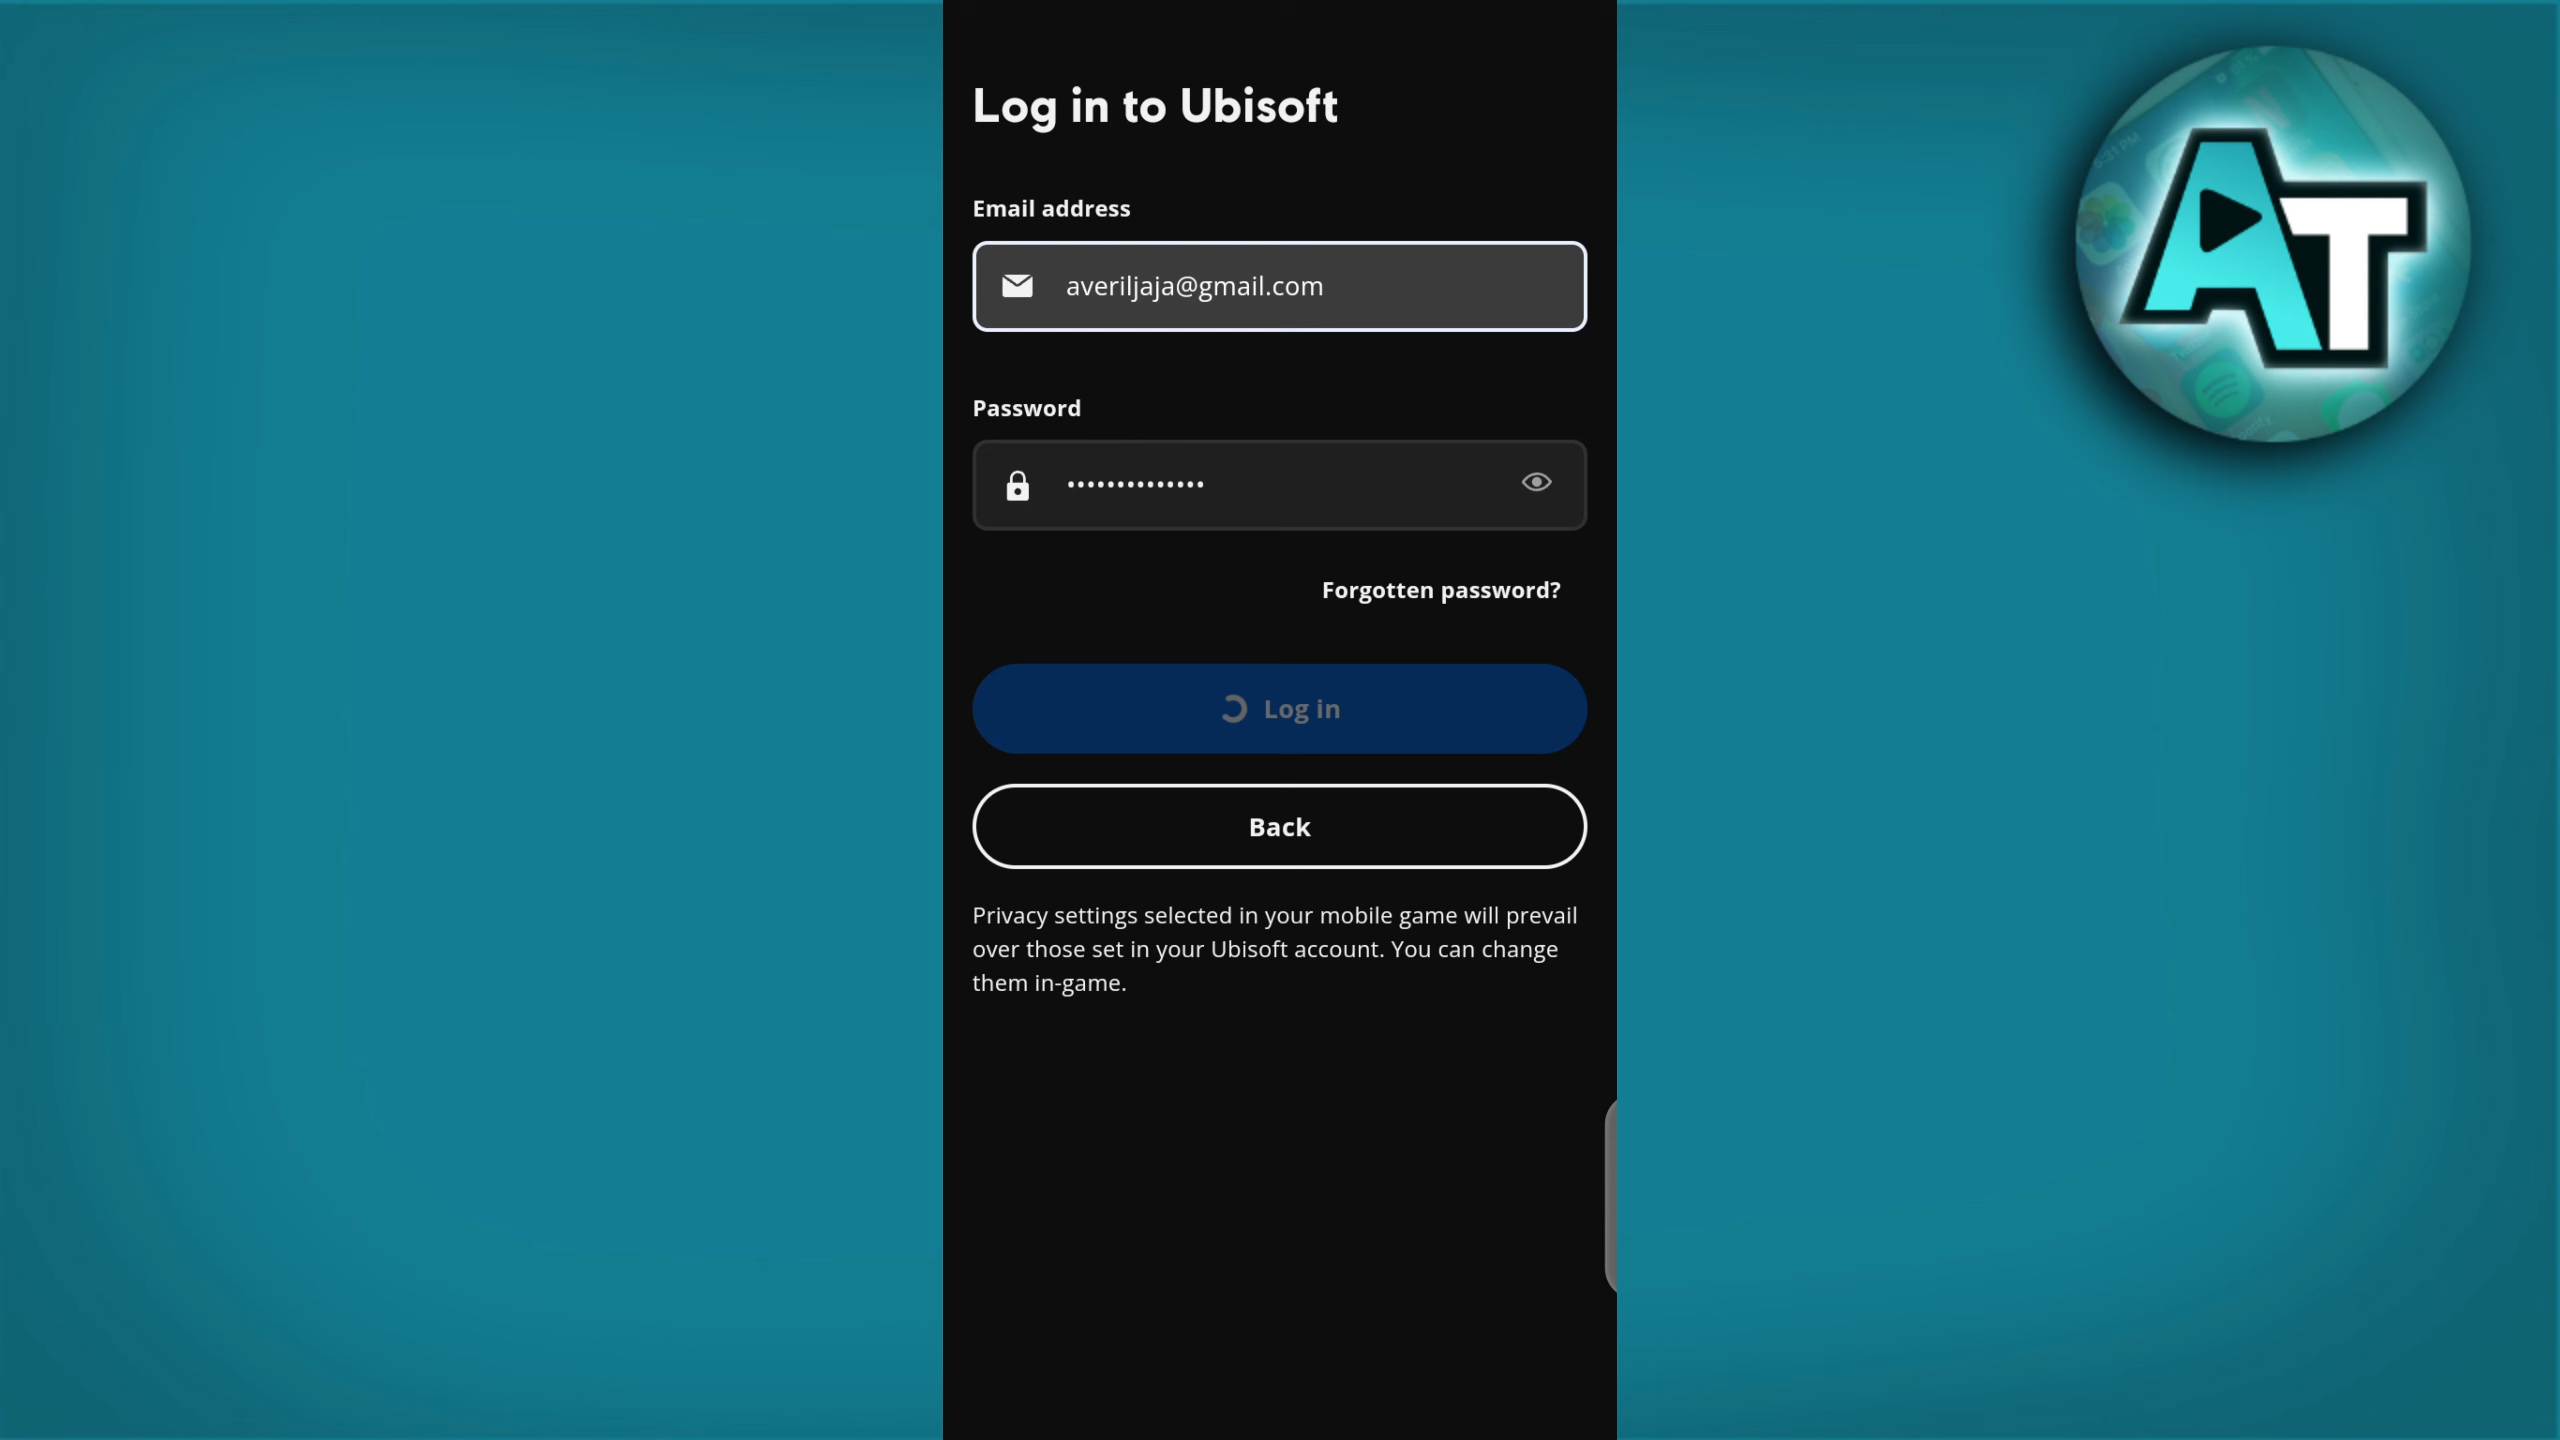 Log in to Ubisoft
Email address
averiljaja@gmail.com
Password
••••••••••••••
Forgotten password?
Log in
Back
Privacy settings selected in your mobile game will prevail
over those set in your Ubisoft account. You can change
them in-game.
AT